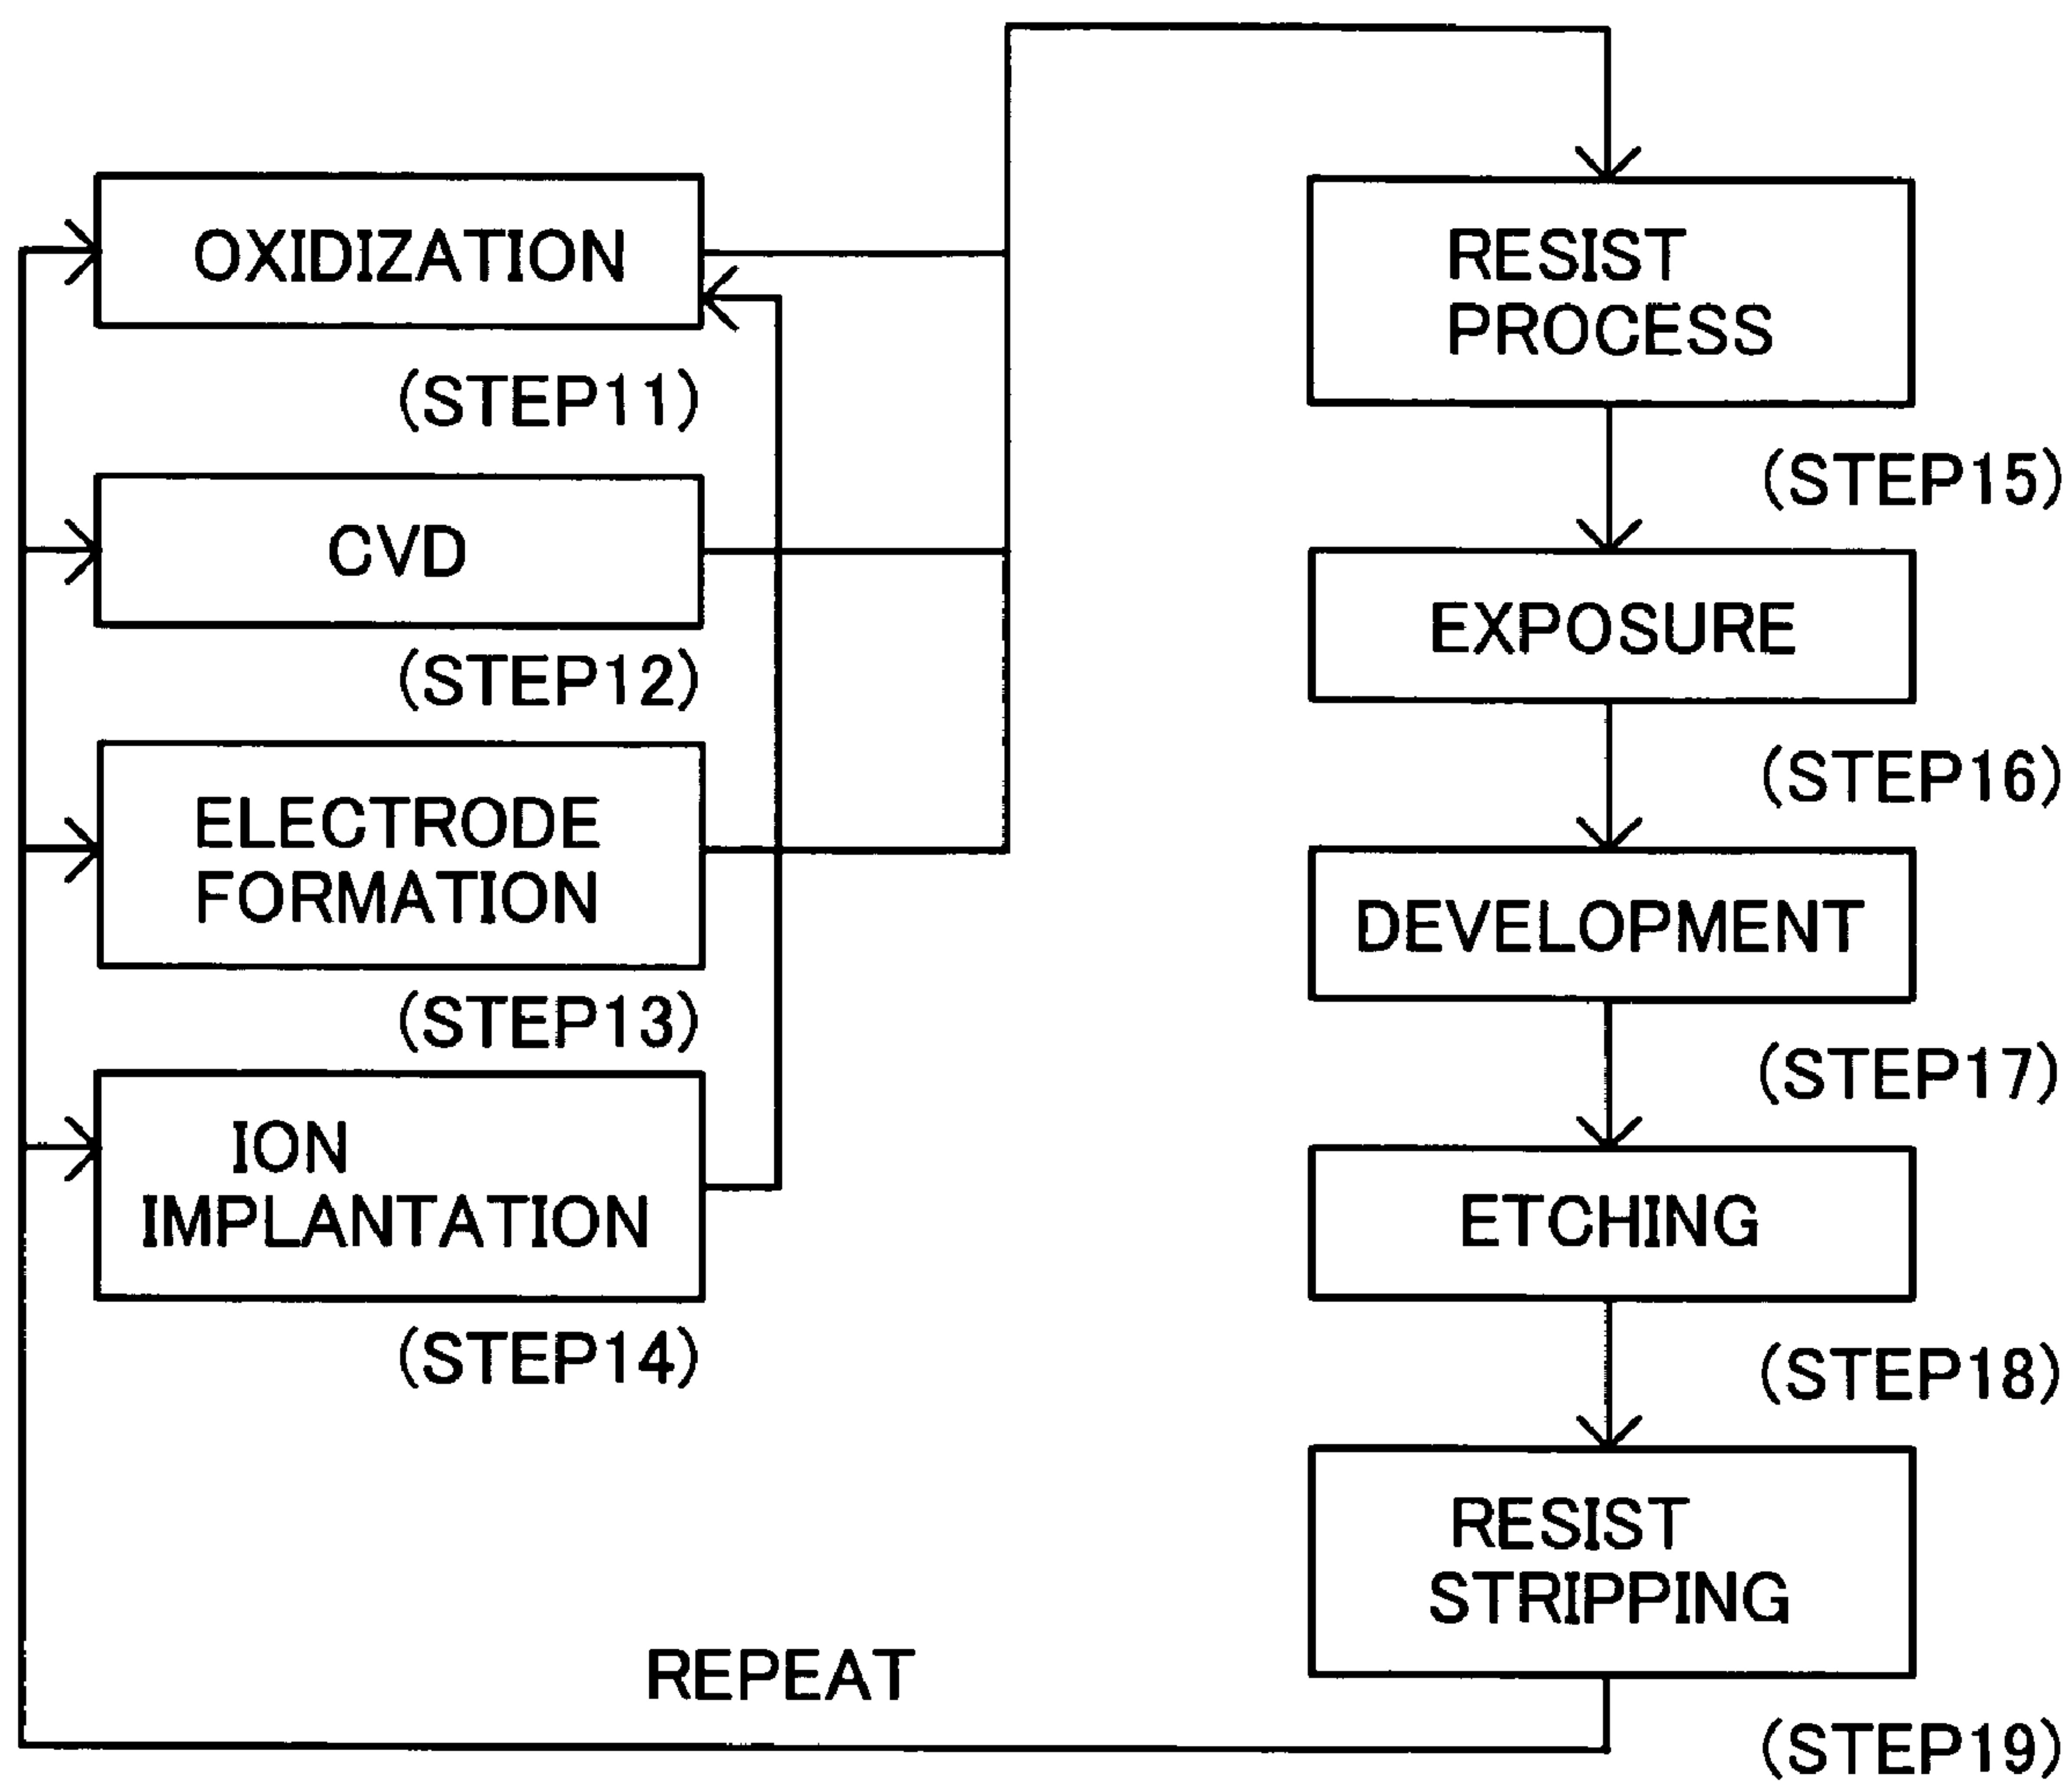 OXIDIZATION
(STEP11)
CVD
(STEP12)
ELECTRODE
FORMATION
(STEP13)
ION
IMPLANTATION
(STEP14)
RESIST
PROCESS
(STEP15)
EXPOSURE
(STEP16)
DEVELOPMENT
(STEP17)
ETCHING
(STEP18)
RESIST
STRIPPING
(STEP19)
REPEAT